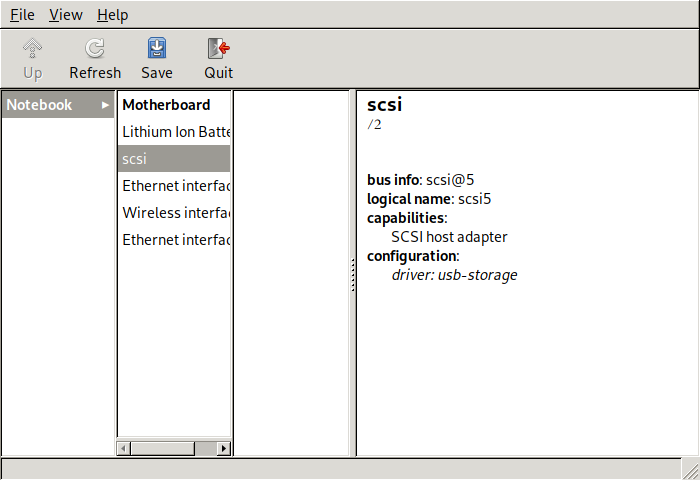 File View Help
Up Refresh Save Quit
Notebook
Motherboard
Lithium Ion Batte
scsi
Ethernet interfac
Wireless interfa
Ethernet interfac
scsi
/2
bus info: scsi@5
logical name: scsi5
capabilities:
SCSI host adapter
configuration:
driver: usb-storage